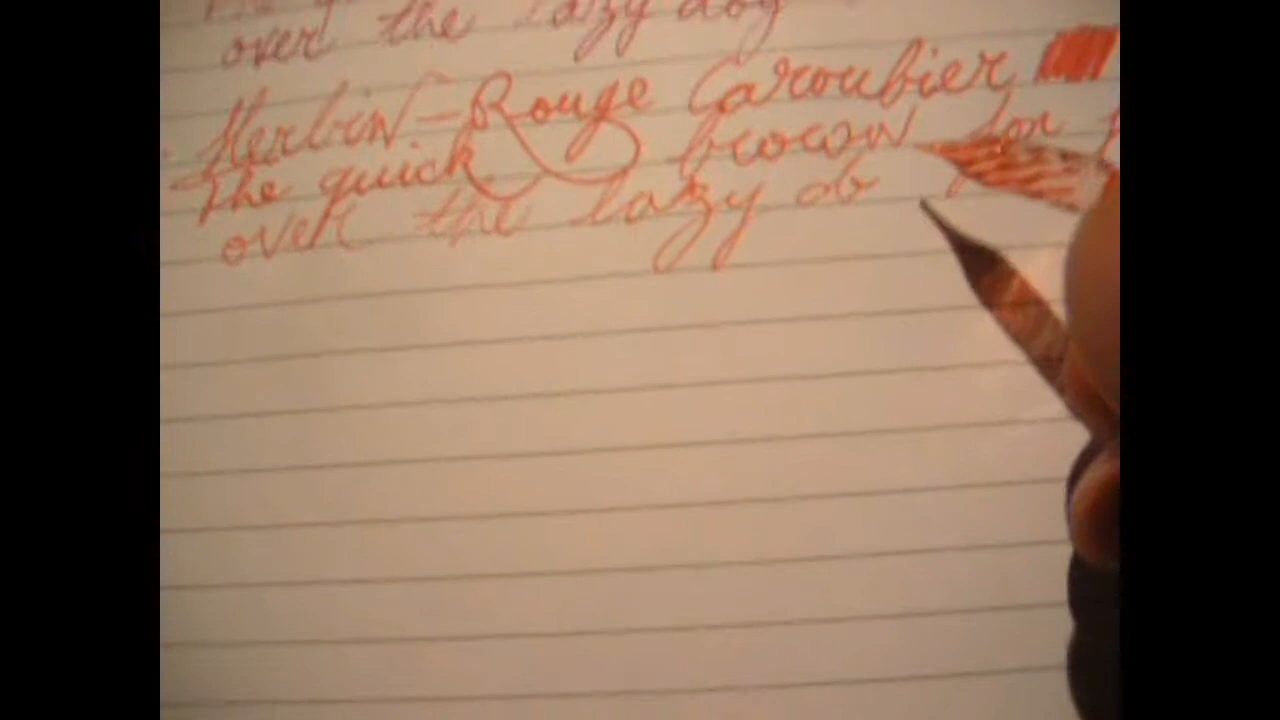 over the lazy dog
Herbin - Rouge Caroubier
The quick brown fox
over the lazy do